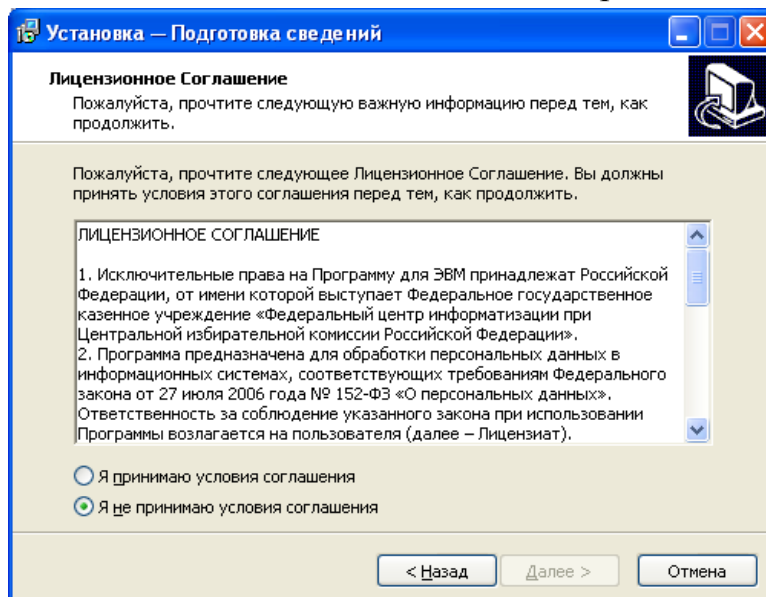 Установка — Подготовка сведений
Лицензионное Соглашение
Пожалуйста, прочтите следующую важную информацию перед тем, как
продолжить.
Пожалуйста, прочтите следующее Лицензионное Соглашение. Вы должны
принять условия этого соглашения перед тем, как продолжить.
ЛИЦЕНЗИОННОЕ СОГЛАШЕНИЕ
1. Исключительные права на Программу для ЭВМ принадлежат Российской
Федерации, от имени которой выступает Федеральное государственное
казенное учреждение «Федеральный центр информатизации при
Центральной избирательной комиссии Российской Федерации».
2. Программа предназначена для обработки персональных данных в
информационных системах, соответствующих требованиям Федерального
закона от 27 июля 2006 года № 152-ФЗ «О персональных данных».
Ответственность за соблюдение указанного закона при использовании
Программы возлагается на пользователя (далее – Лицензиат).
Я принимаю условия соглашения
Я не принимаю условия соглашения
< Назад
Далее >
Отмена